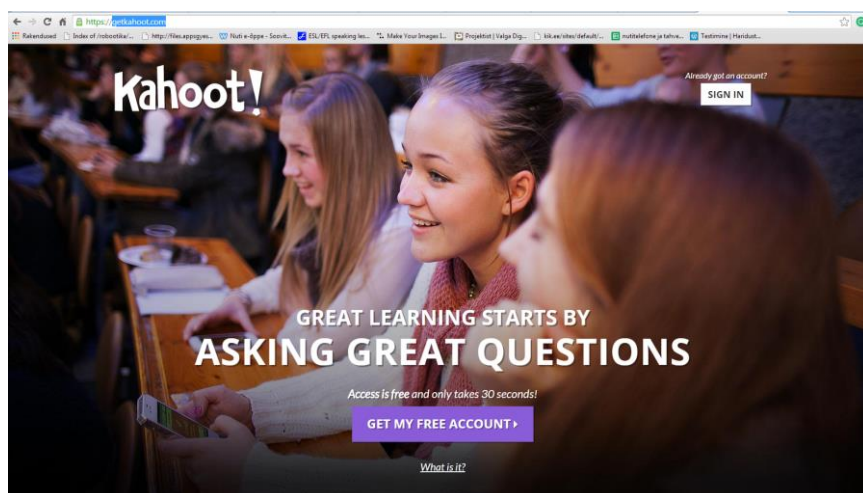 https://getkahoot.com
Rakendused Index of /robootika/... http://files.appsgyes... Nuti e-õppe - Soovit... ESL/EFL speaking les... Make Your Images I... Projektist | Valga Dig... kik.ee/sites/default/... nutitelefone ja tahve... Testimine | Haridust...
Kahoot!
Already got an account?
SIGN IN
GREAT LEARNING STARTS BY
ASKING GREAT QUESTIONS
Access is free and only takes 30 seconds!
GET MY FREE ACCOUNT
What is it?